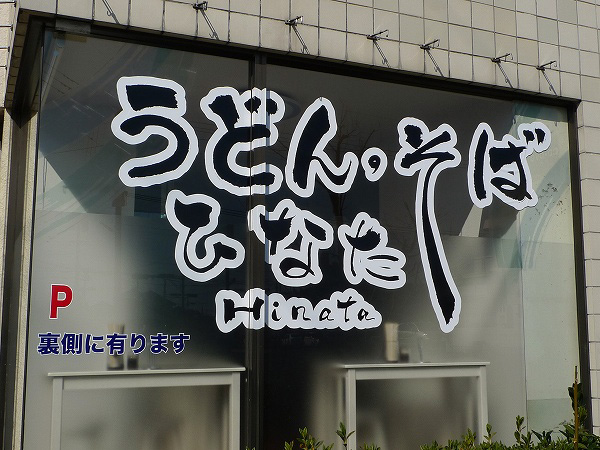 うどん・そば
ひなた
Hinata
P
裏側に有ります